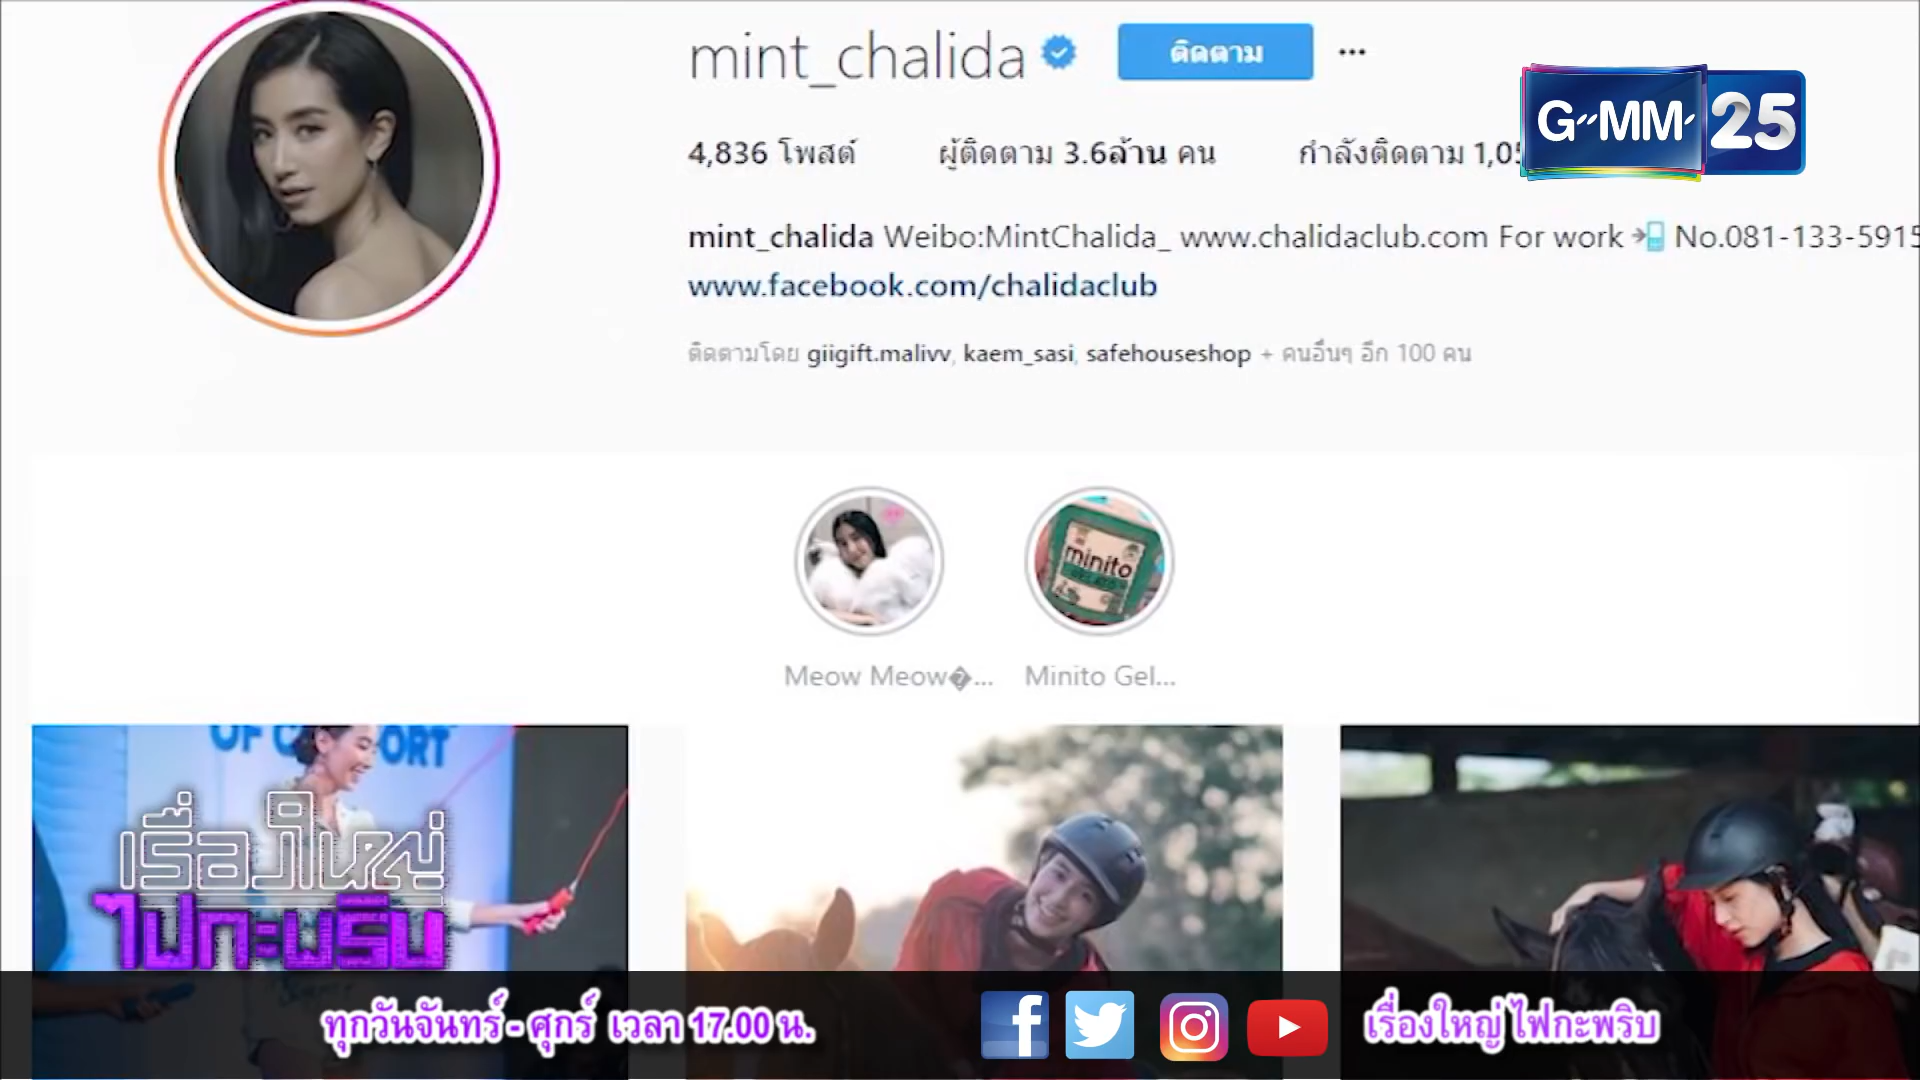 mint_chalida
ติดตาม
G-MM-25
4,836 โพสต์ ผู้ติดตาม 3.6ล้าน คน กำลังติดตาม 1,05
mint_chalida Weibo:MintChalida_ www.chalidaclub.com For work No.081-133-5915
www.facebook.com/chalidaclub
ติดตามโดย giigift.malivv, kaem_sasi, safehouseshop + คนอื่นๆ อีก 100 คน
minito
GELATO
Meow Meow�... Minito Gel...
OF C ORT
เรื่องใหญ่
ไฟกะพริบ
ทุกวันจันทร์ - ศุกร์ เวลา 17.00 น.
เรื่องใหญ่ ไฟกะพริบ